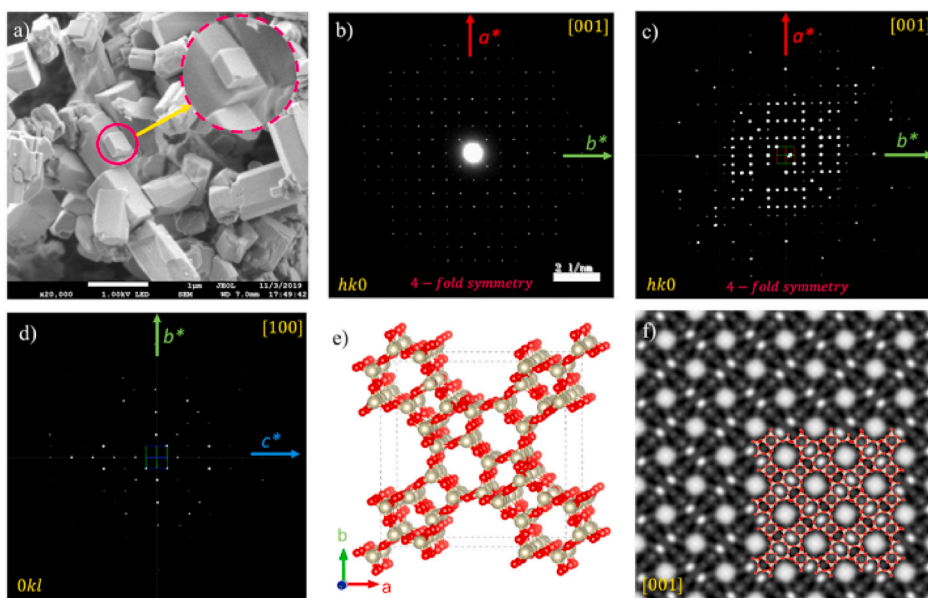 a)
1μm JEOL 11/3/2019
x20,000 1.00kV LED SEM WD 7.0mm 17:49:42
b)
[001]
a*
b*
2 1/nm
hk0
4 – fold symmetry
c)
[001]
a*
b*
hk0
4 – fold symmetry
d)
[100]
b*
c*
0kl
e)
b
a
f)
[001]